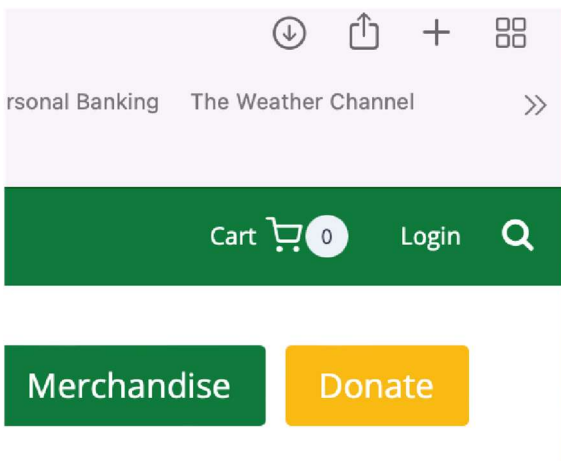 rsonal Banking The Weather Channel
Cart 0 Login
Merchandise Donate